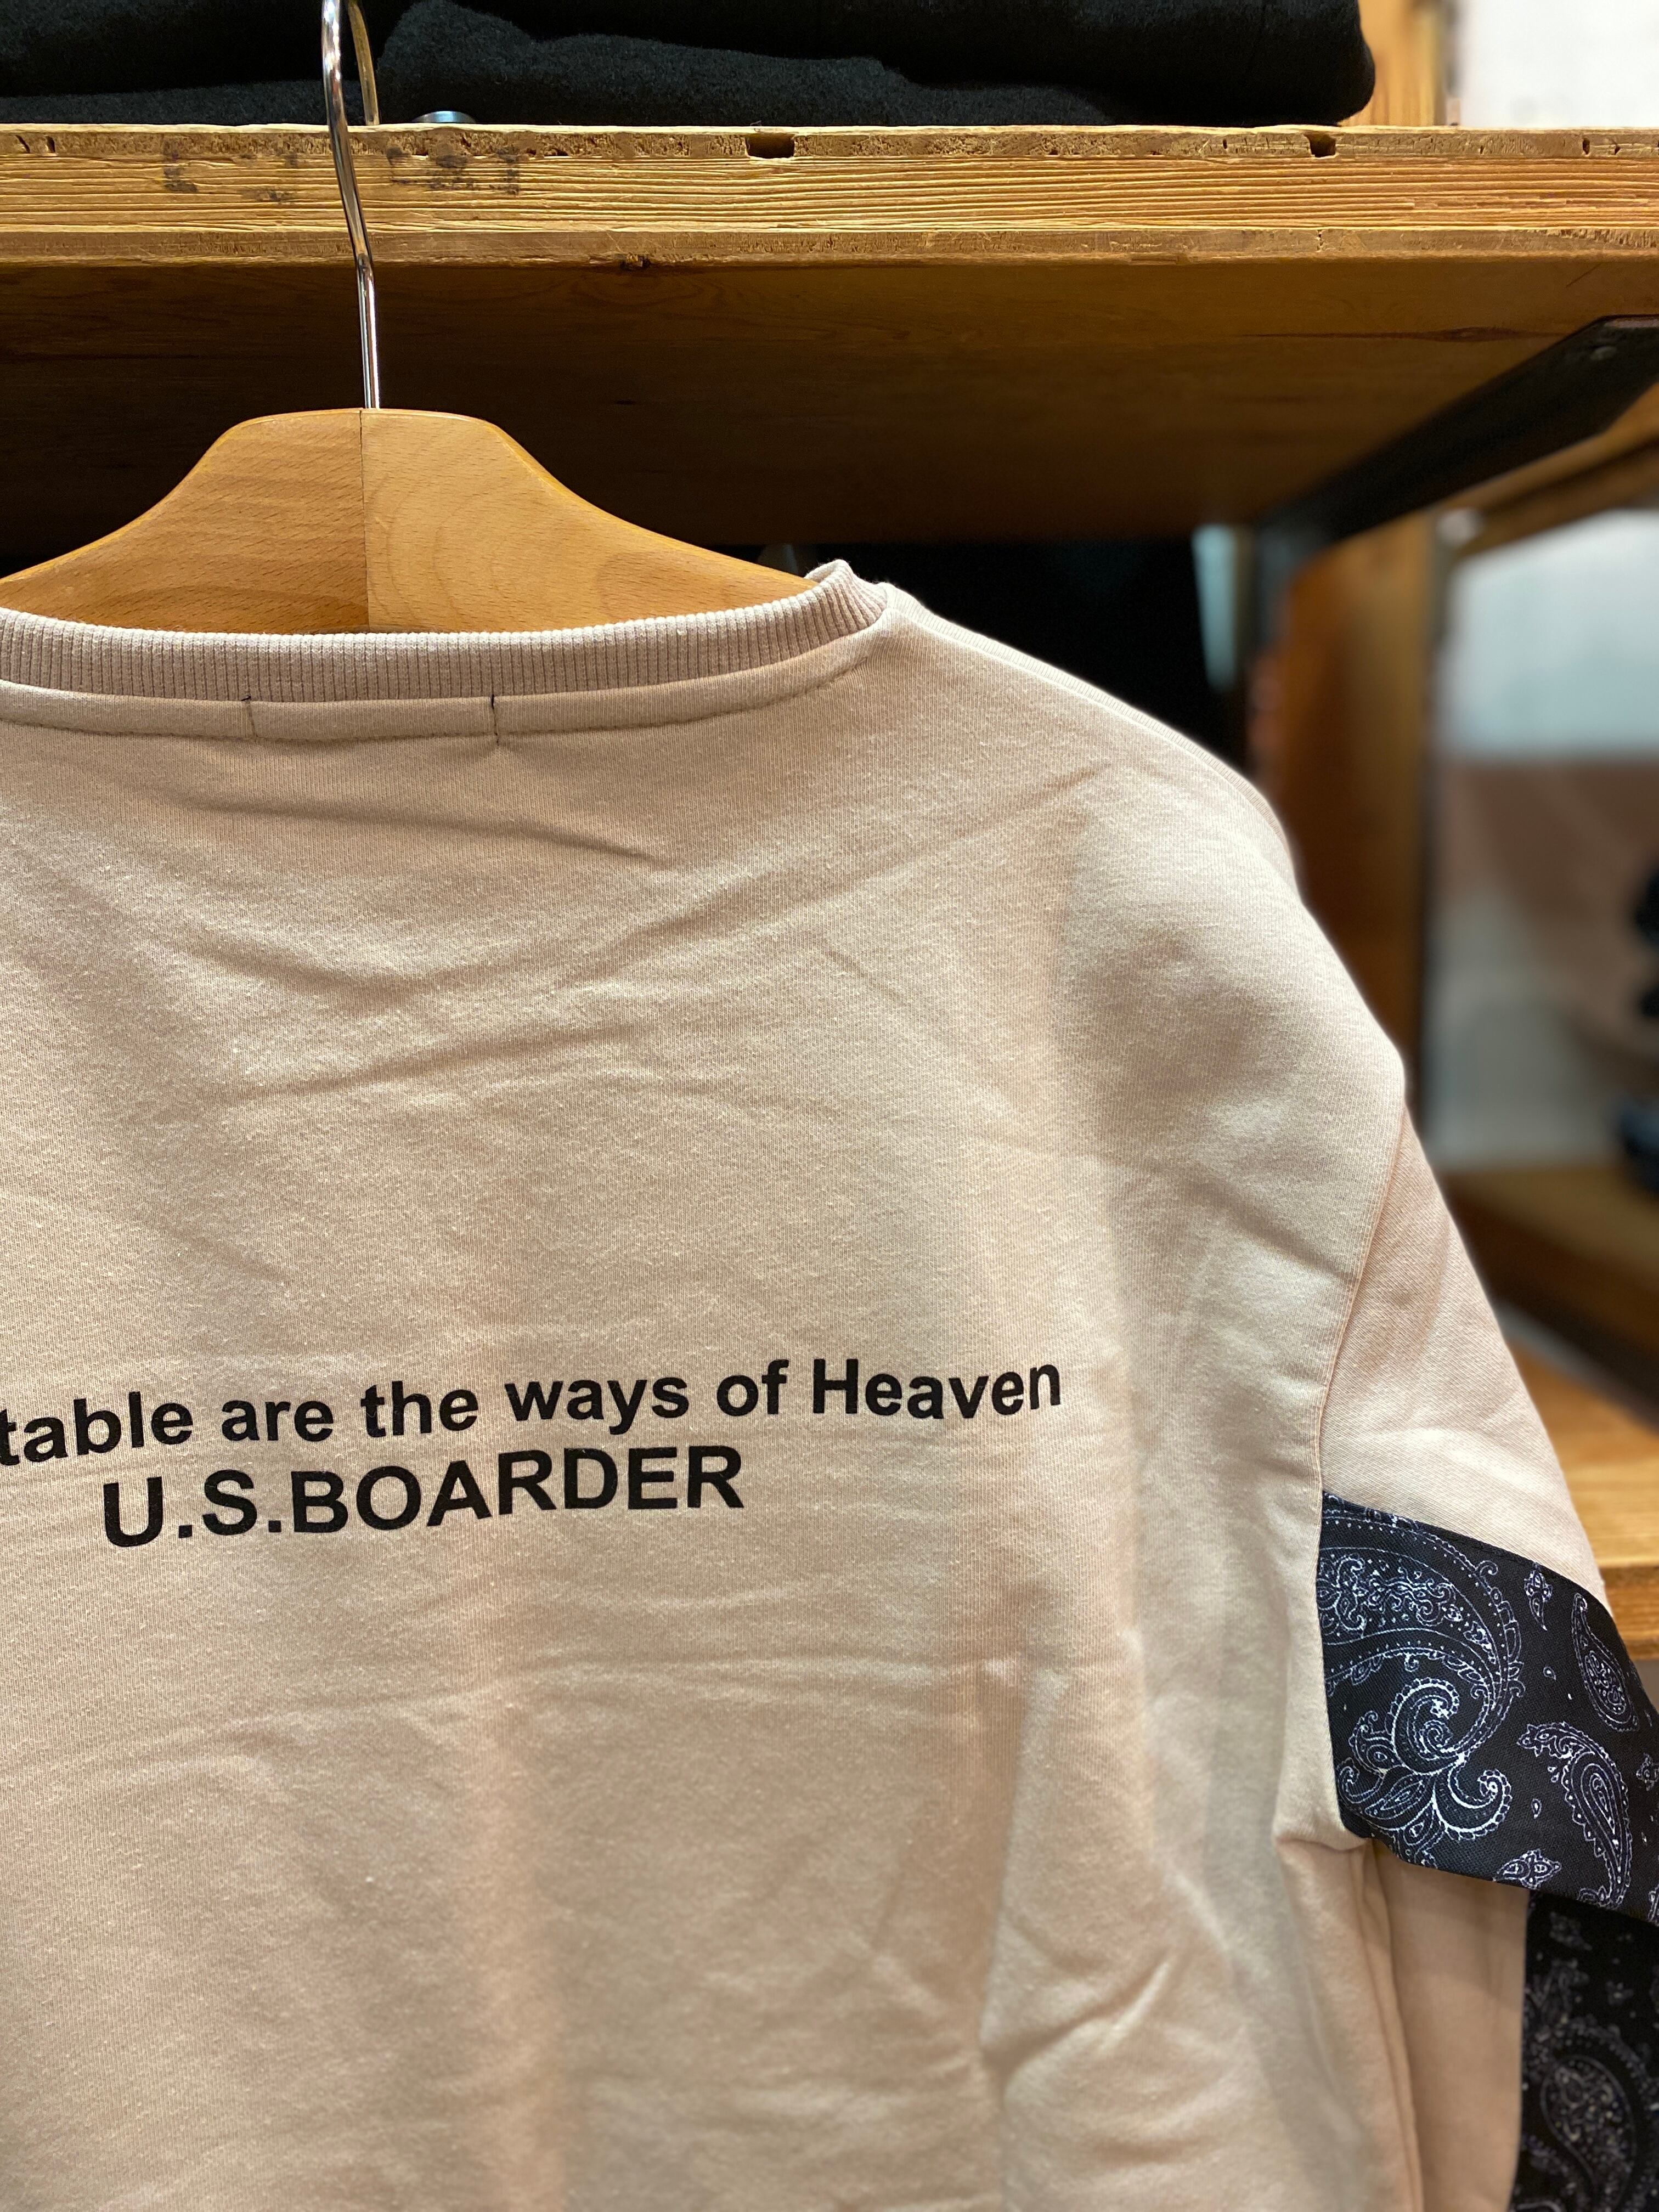 table are the ways of Heaven
U.S.BOARDER